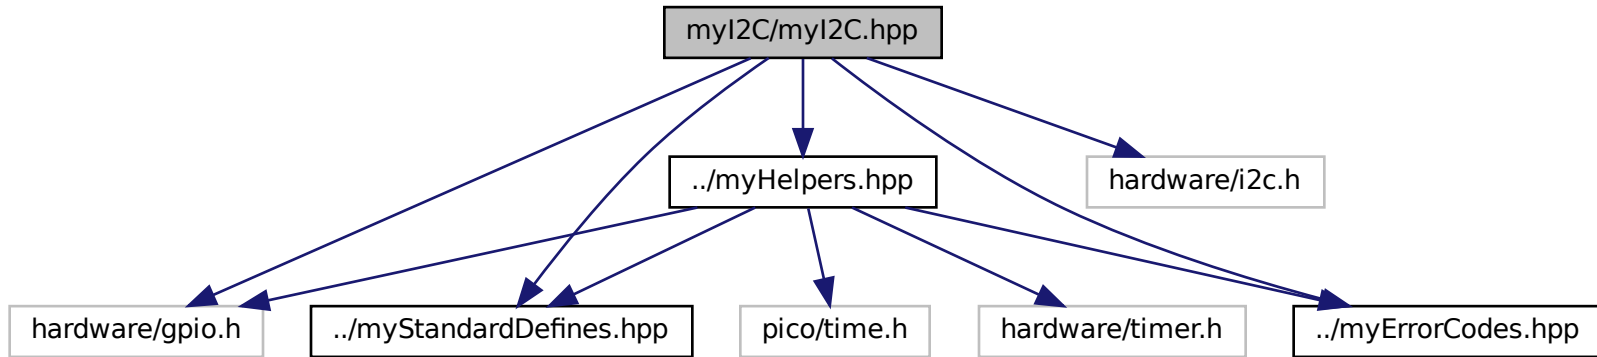 myI2C/myI2C.hpp
../myHelpers.hpp
hardware/i2c.h
hardware/gpio.h
../myStandardDefines.hpp
pico/time.h
hardware/timer.h
../myErrorCodes.hpp